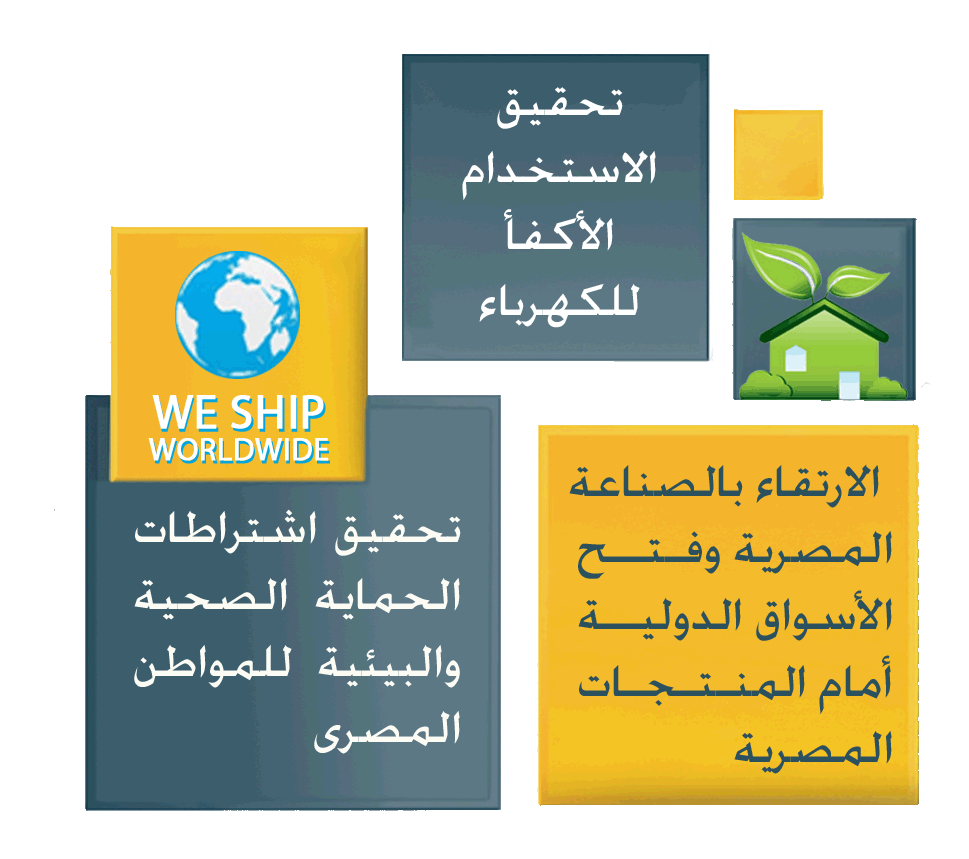 تحقيق
الاستخدام
الأكفأ
للكهرباء
WE SHIP
WORLDWIDE
الارتقاء بالصناعة
المصرية وفتح
الأسواق الدولية
أمام المنتجات
المصرية
تحقيق اشتراطات
الحماية الصحية
والبيئية للمواطن
المصرى